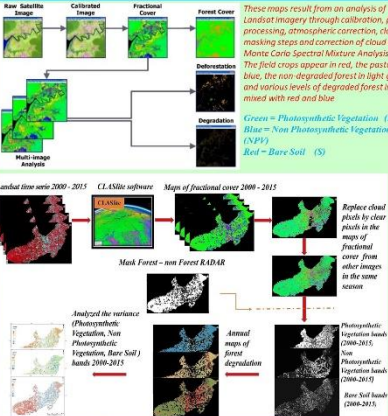 Raw Satellite Image
Calibrated Image
Fractional Cover
Forest Cover
Deforestation
Degradation
Multi-image Analysis
These maps result from an analysis of
Landsat imagery through calibration,
processing, atmospheric correction,
masking steps and correction of cloud
Monte Carlo Spectral Mixture Analysis
The field crops appear in red, the
blue, the non-degraded forest in light
and various levels of degraded forest
mixed with red and blue
Green = Photosynthetic Vegetation
Blue = Non Photosynthetic Vegetation
(NPV)
Red = Bare Soil (S)
andsat time serie 2000 - 2015
CLASlite software
Maps of fractional cover 2000 - 2015
CLASlite
Replace cloud
pixels by clear
pixels in the
maps of
fractional
cover from
other images
in the same
season
Mask Forest – non Forest RADAR
Analyzed the variance
(Photosynthetic
Vegetation, Non
Photosynthetic
Vegetation, Bare Soil )
bands 2000-2015
Annual
maps of
forest
degradation
Photosynthetic
Vegetation bands
(2000-2015)
Non
Photosynthetic
Vegetation bands
(2000-2015)
Bare Soil bands
(2000-2015)